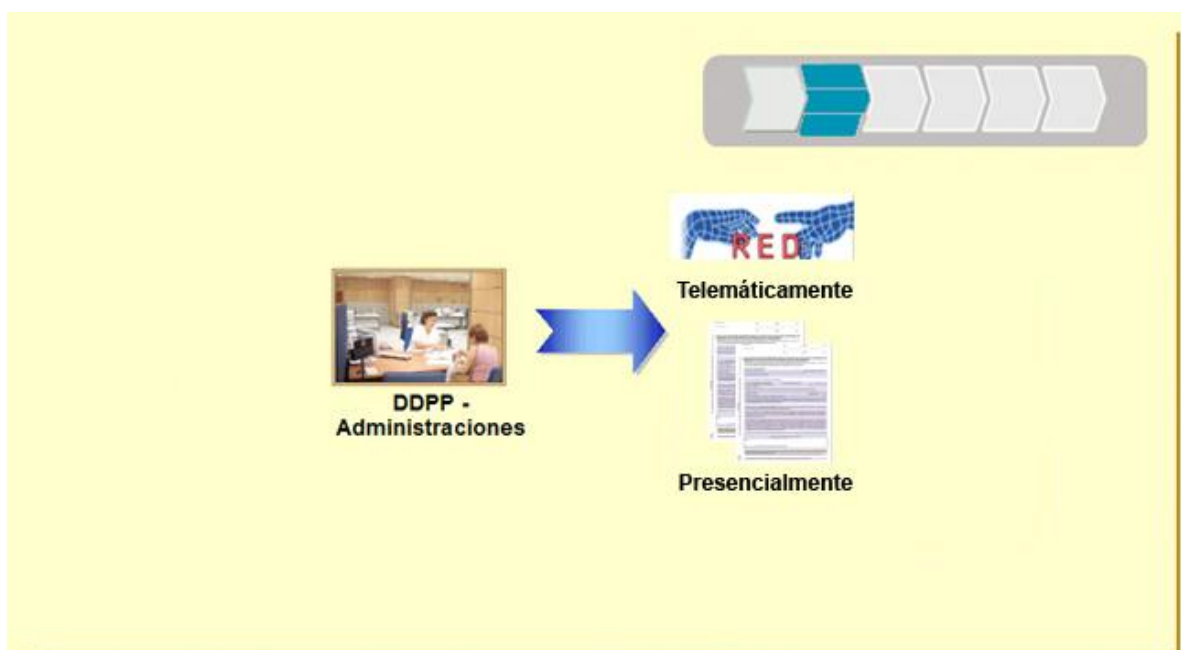 RED
Telemáticamente
DDPP -
Administraciones
Presencialmente